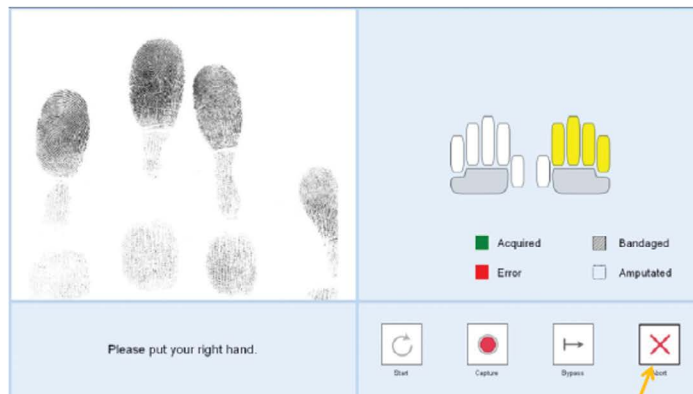 Acquired
Bandaged
Error
Amputated
Please put your right hand.
Start
Capture
Bypass